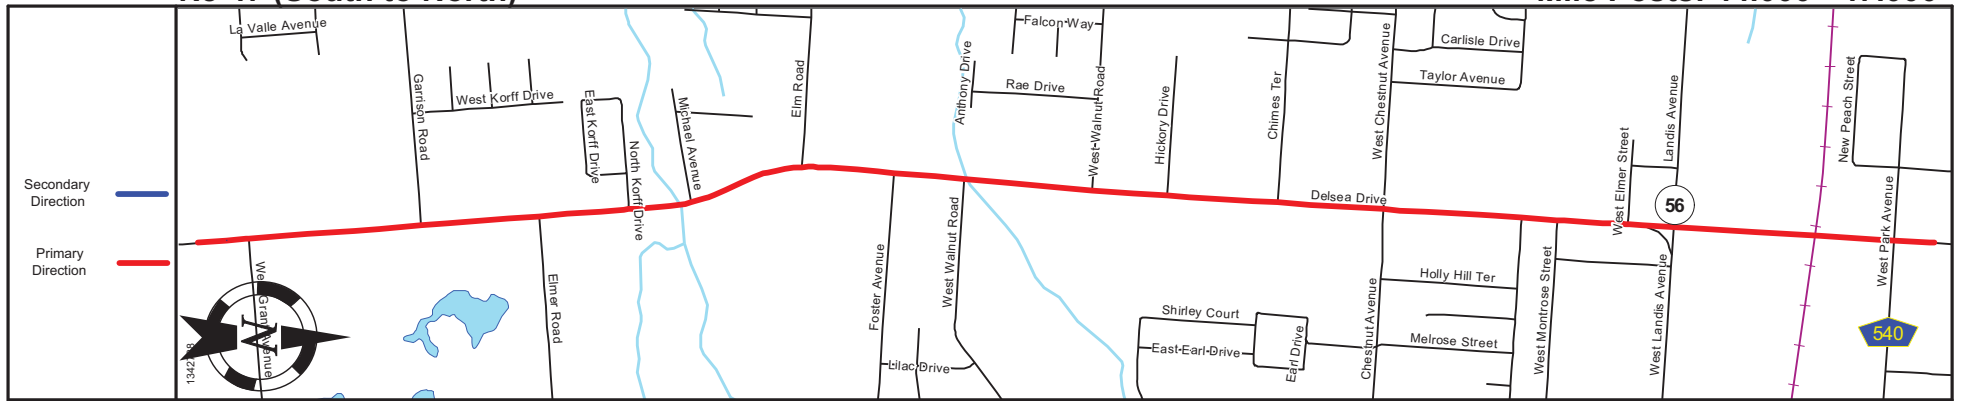 La Valle Avenue
Garrison Road
West Korff Drive
East Korff Drive
North Korff Drive
Michael Avenue
Elm Road
Anthony Drive
Falcon Way
Rae Drive
West Walnut Road
Hickory Drive
Chimes Ter
West Chestnut Avenue
Carlisle Drive
Taylor Avenue
West Elmer Street
Landis Avenue
New Peach Street
Secondary
Direction
Primary
Direction
Delsea Drive
56
West Park Avenue
Avenue
Elmer Road
Foster Avenue
West Walnut Road
Lilac Drive
Shirley Court
East Earl Drive
Earl Drive
Chestnut Avenue
Holly Hill Ter
Melrose Street
West Montrose Street
West Landis Avenue
540